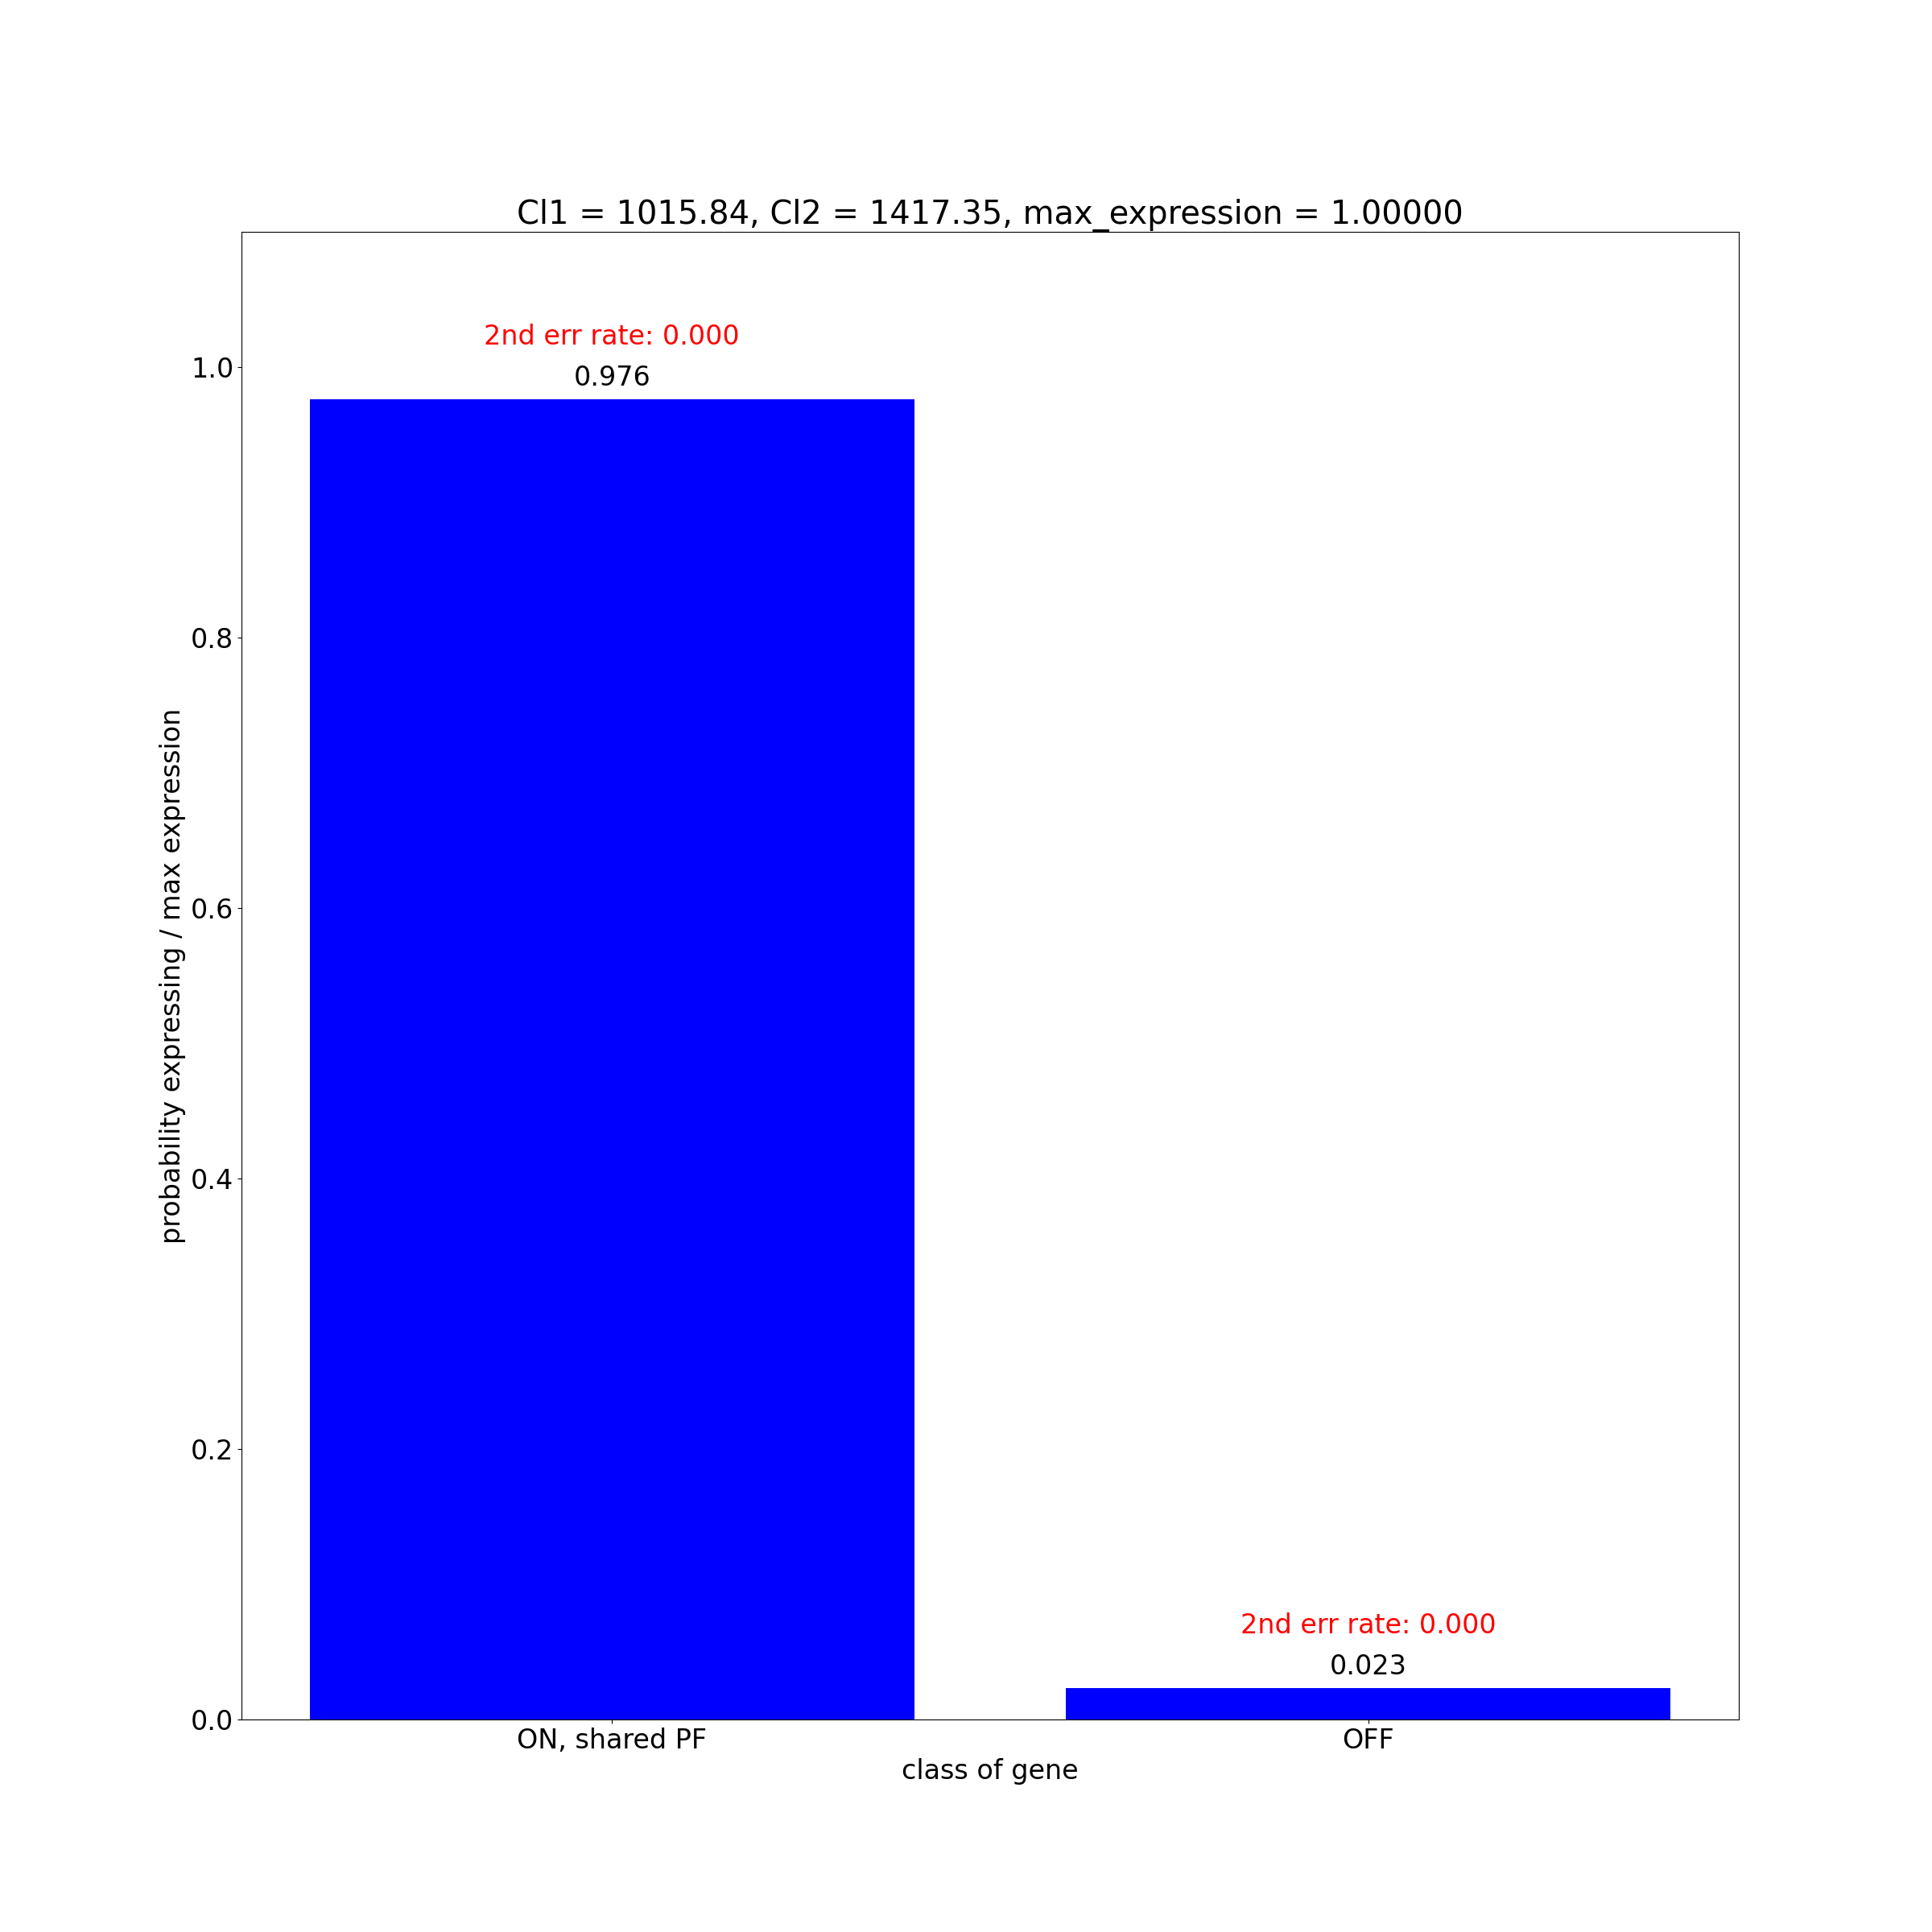 Cl1 = 1015.84, Cl2 = 1417.35, max_expression = 1.00000
2nd err rate: 0.000
0.976
1.0
0.8
0.6
0.4
0.2
0.0
probability expressing / max expression
2nd err rate: 0.000
0.023
ON, shared PF
OFF
class of gene